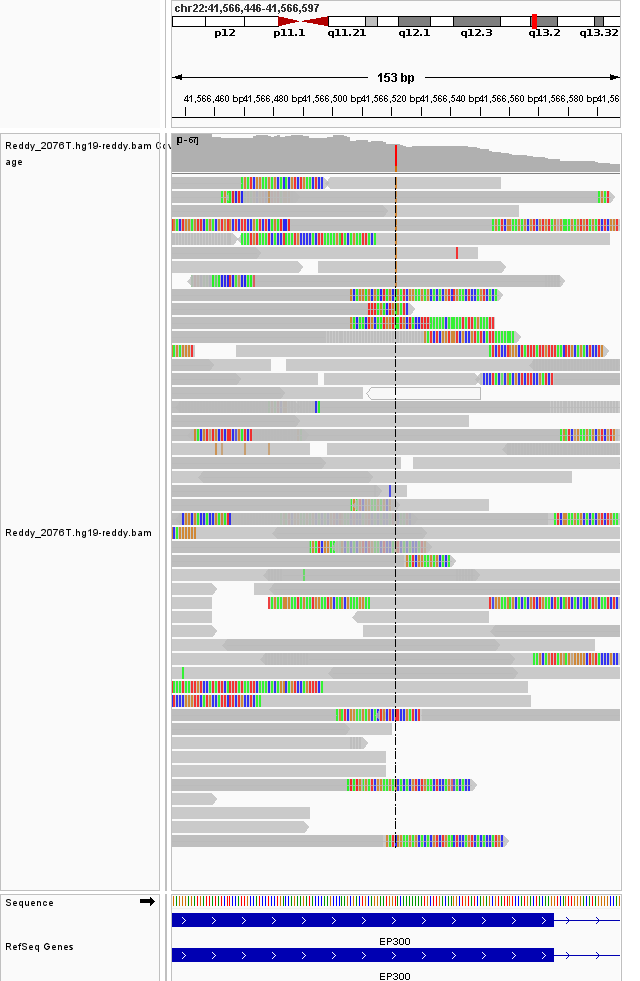 chr22:41,566,446-41,566,597
p12 p11.1 q11.21 q12.1 q12.3 q13.2 q13.32
153 bp
41,566,460 bp 41,566,480 bp 41,566,500 bp 41,566,520 bp 41,566,540 bp 41,566,560 bp 41,566,580 bp 41,56
[0 - 67]
Reddy_2076T.hg19-reddy.bam Cov
age
Reddy_2076T.hg19-reddy.bam
Sequence
EP300
RefSeq Genes
EP300